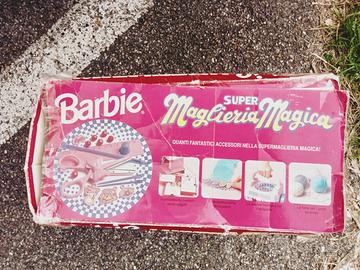 Barbie
SUPER
Maglieria Magica
QUANTI FANTASTICI ACCESSORI NELLA SUPERMAGLIERIA MAGICA!